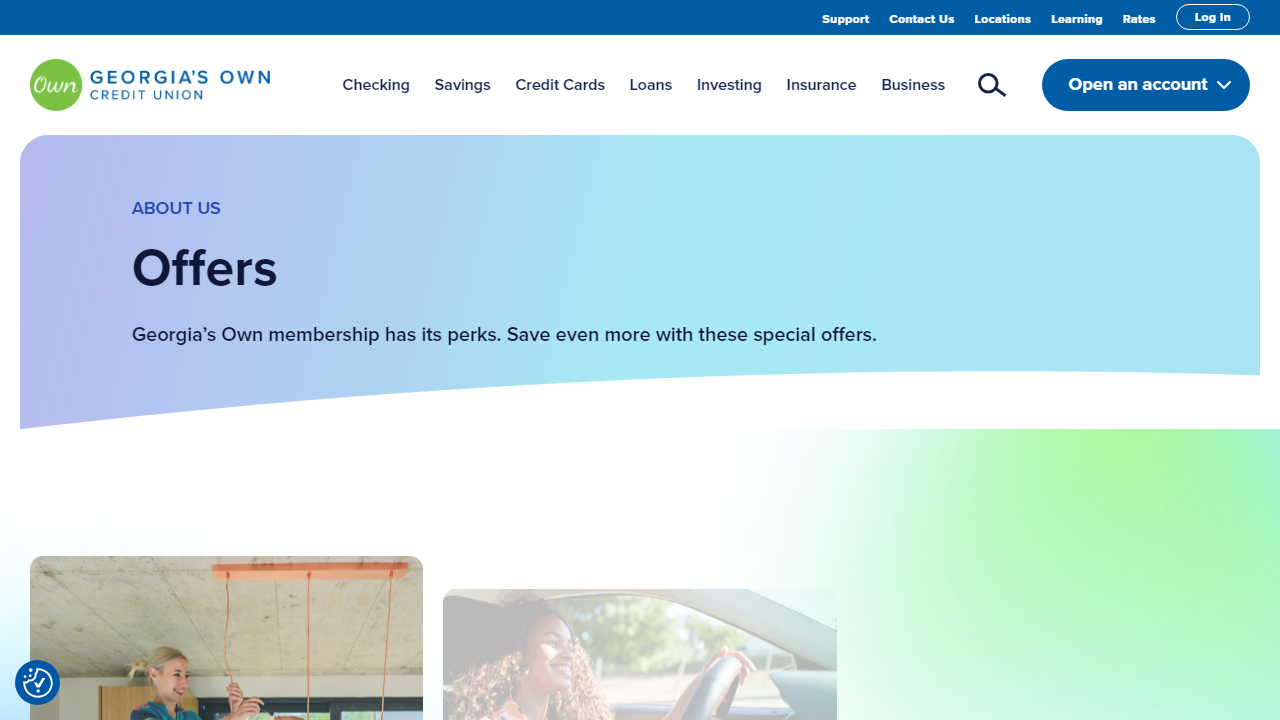 Support Contact Us Locations Learning Rates Log In
Own GEORGIA'S OWN
CREDIT UNION
Checking Savings Credit Cards Loans Investing Insurance Business Open an account
ABOUT US
Offers
Georgia’s Own membership has its perks. Save even more with these special offers.